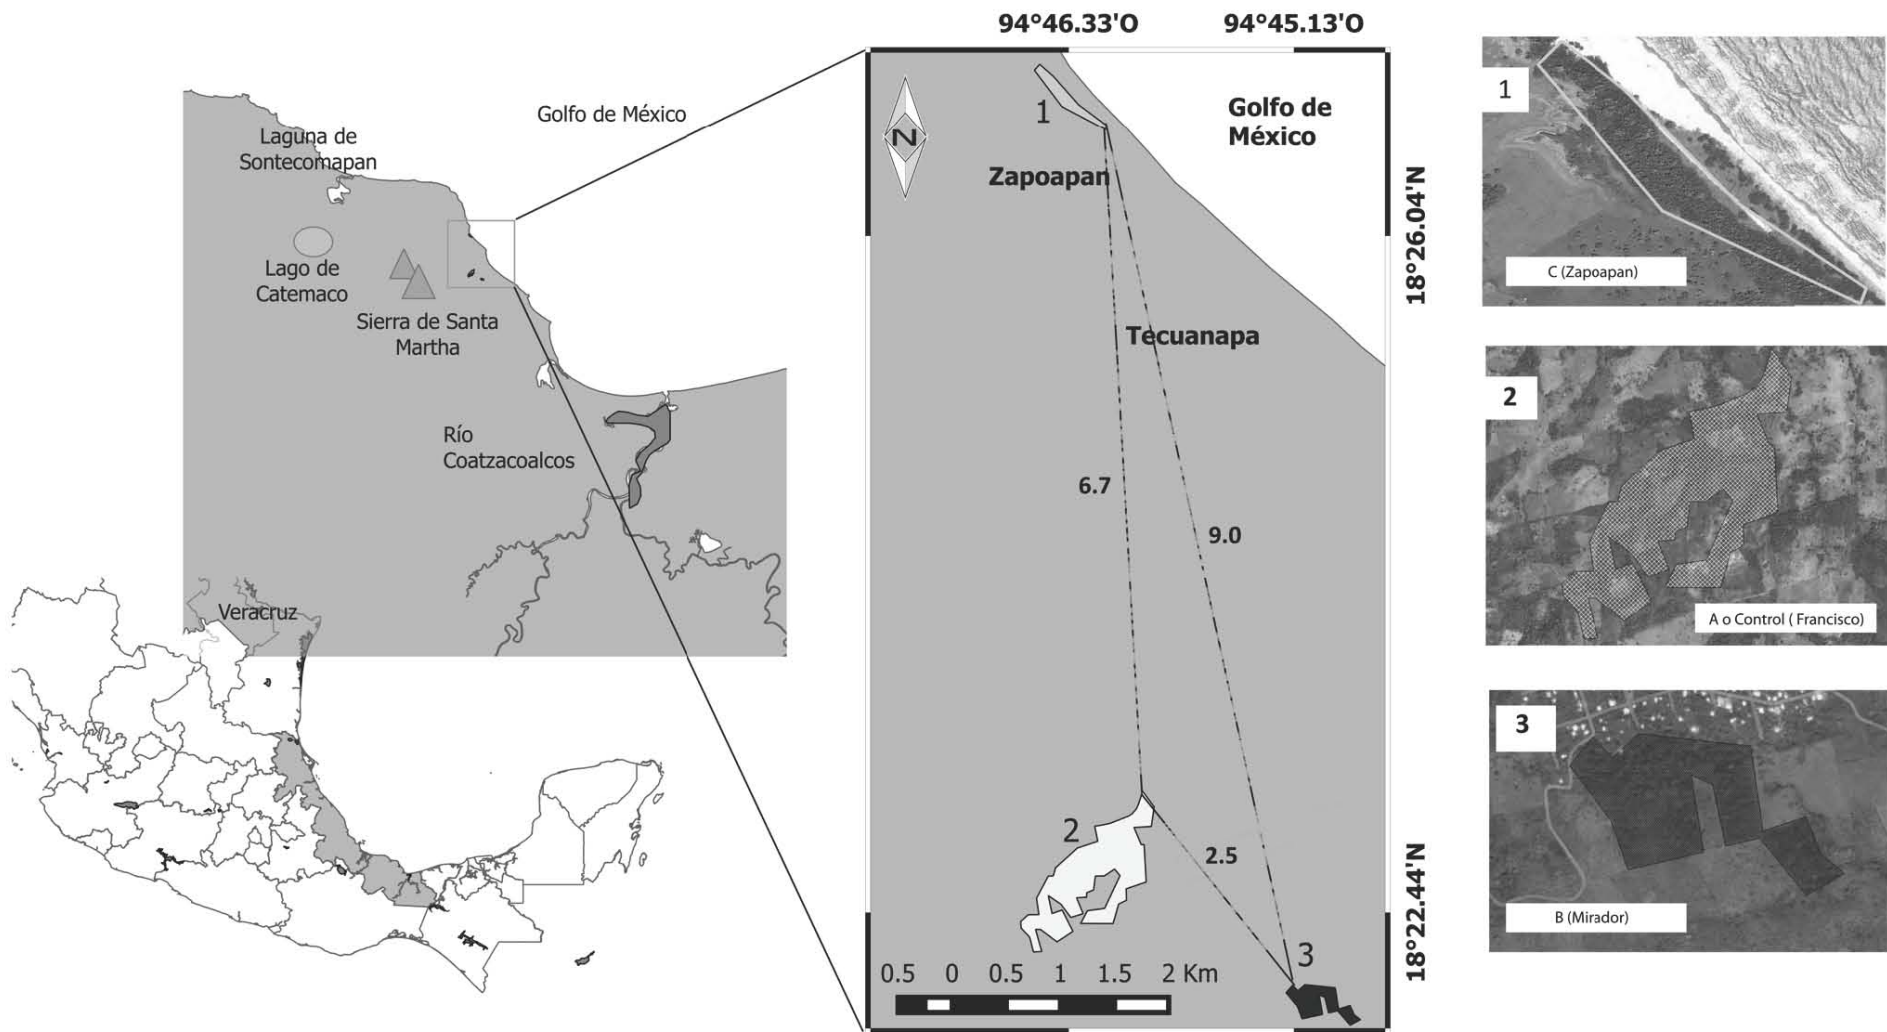 94°46.33'O
94°45.13'O
Golfo de México
Laguna de
Sontecomapan
Lago de
Catemaco
Sierra de Santa
Martha
Río
Coatzacoalcos
Veracruz
N
1
Golfo de
México
Zapoapan
Tecuanapa
6.7
9.0
2
2.5
3
0.5 0 0.5 1 1.5 2 Km
18°26.04'N
18°22.44'N
1
C (Zapoapan)
2
A o Control ( Francisco)
3
B (Mirador)